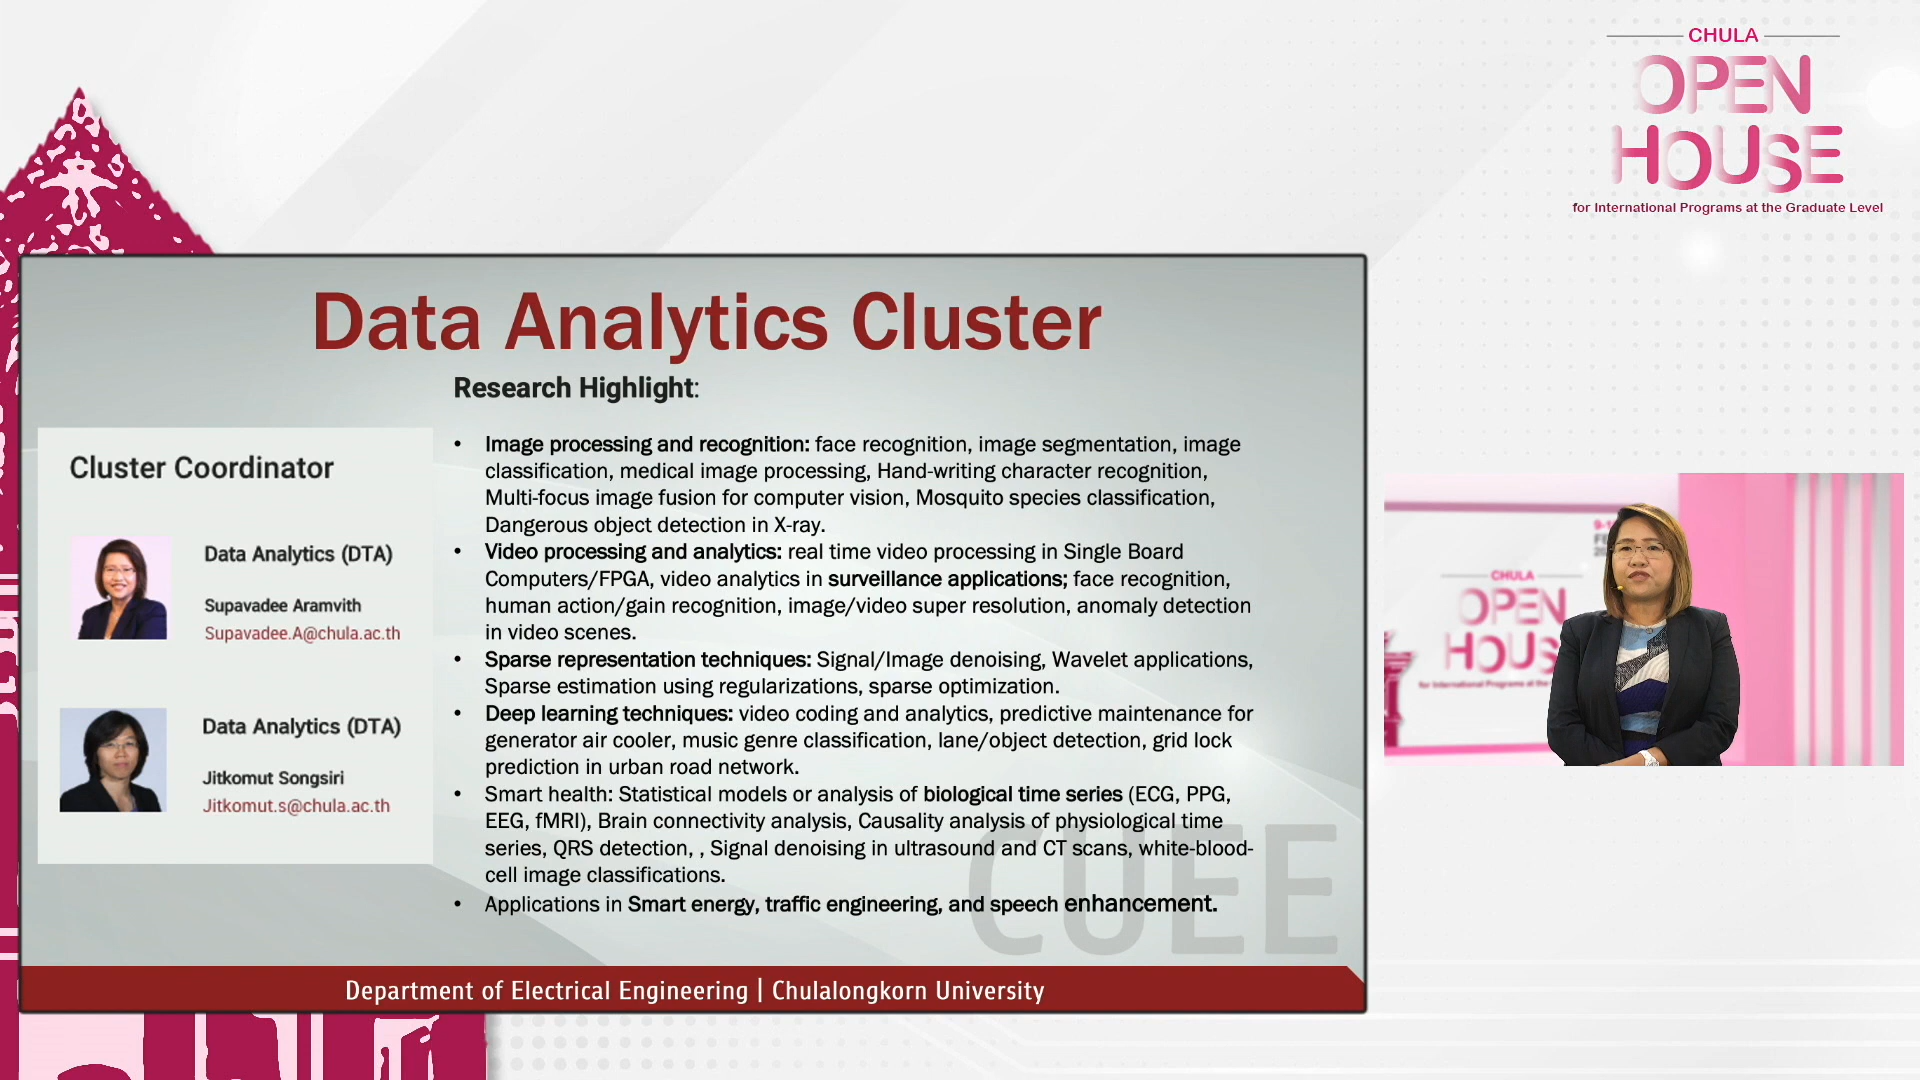 CHULA
OPEN
HOUSE
for International Programs at the Graduate Level
Data Analytics Cluster
Research Highlight:
Cluster Coordinator
Data Analytics (DTA)
Supavadee Aramvith
Supavadee.A@chula.ac.th
Data Analytics (DTA)
Jitkomut Songsiri
Jitkomut.s@chula.ac.th
• Image processing and recognition: face recognition, image segmentation, image
classification, medical image processing, Hand-writing character recognition,
Multi-focus image fusion for computer vision, Mosquito species classification,
Dangerous object detection in X-ray.
• Video processing and analytics: real time video processing in Single Board
Computers/FPGA, video analytics in surveillance applications; face recognition,
human action/gain recognition, image/video super resolution, anomaly detection
in video scenes.
• Sparse representation techniques: Signal/Image denoising, Wavelet applications,
Sparse estimation using regularizations, sparse optimization.
• Deep learning techniques: video coding and analytics, predictive maintenance for
generator air cooler, music genre classification, lane/object detection, grid lock
prediction in urban road network.
• Smart health: Statistical models or analysis of biological time series (ECG, PPG,
EEG, fMRI), Brain connectivity analysis, Causality analysis of physiological time
series, QRS detection, , Signal denoising in ultrasound and CT scans, white-blood-
cell image classifications.
• Applications in Smart energy, traffic engineering, and speech enhancement.
CUEE
Department of Electrical Engineering | Chulalongkorn University
CHULA
OPEN
HOUS
for International Programs at the